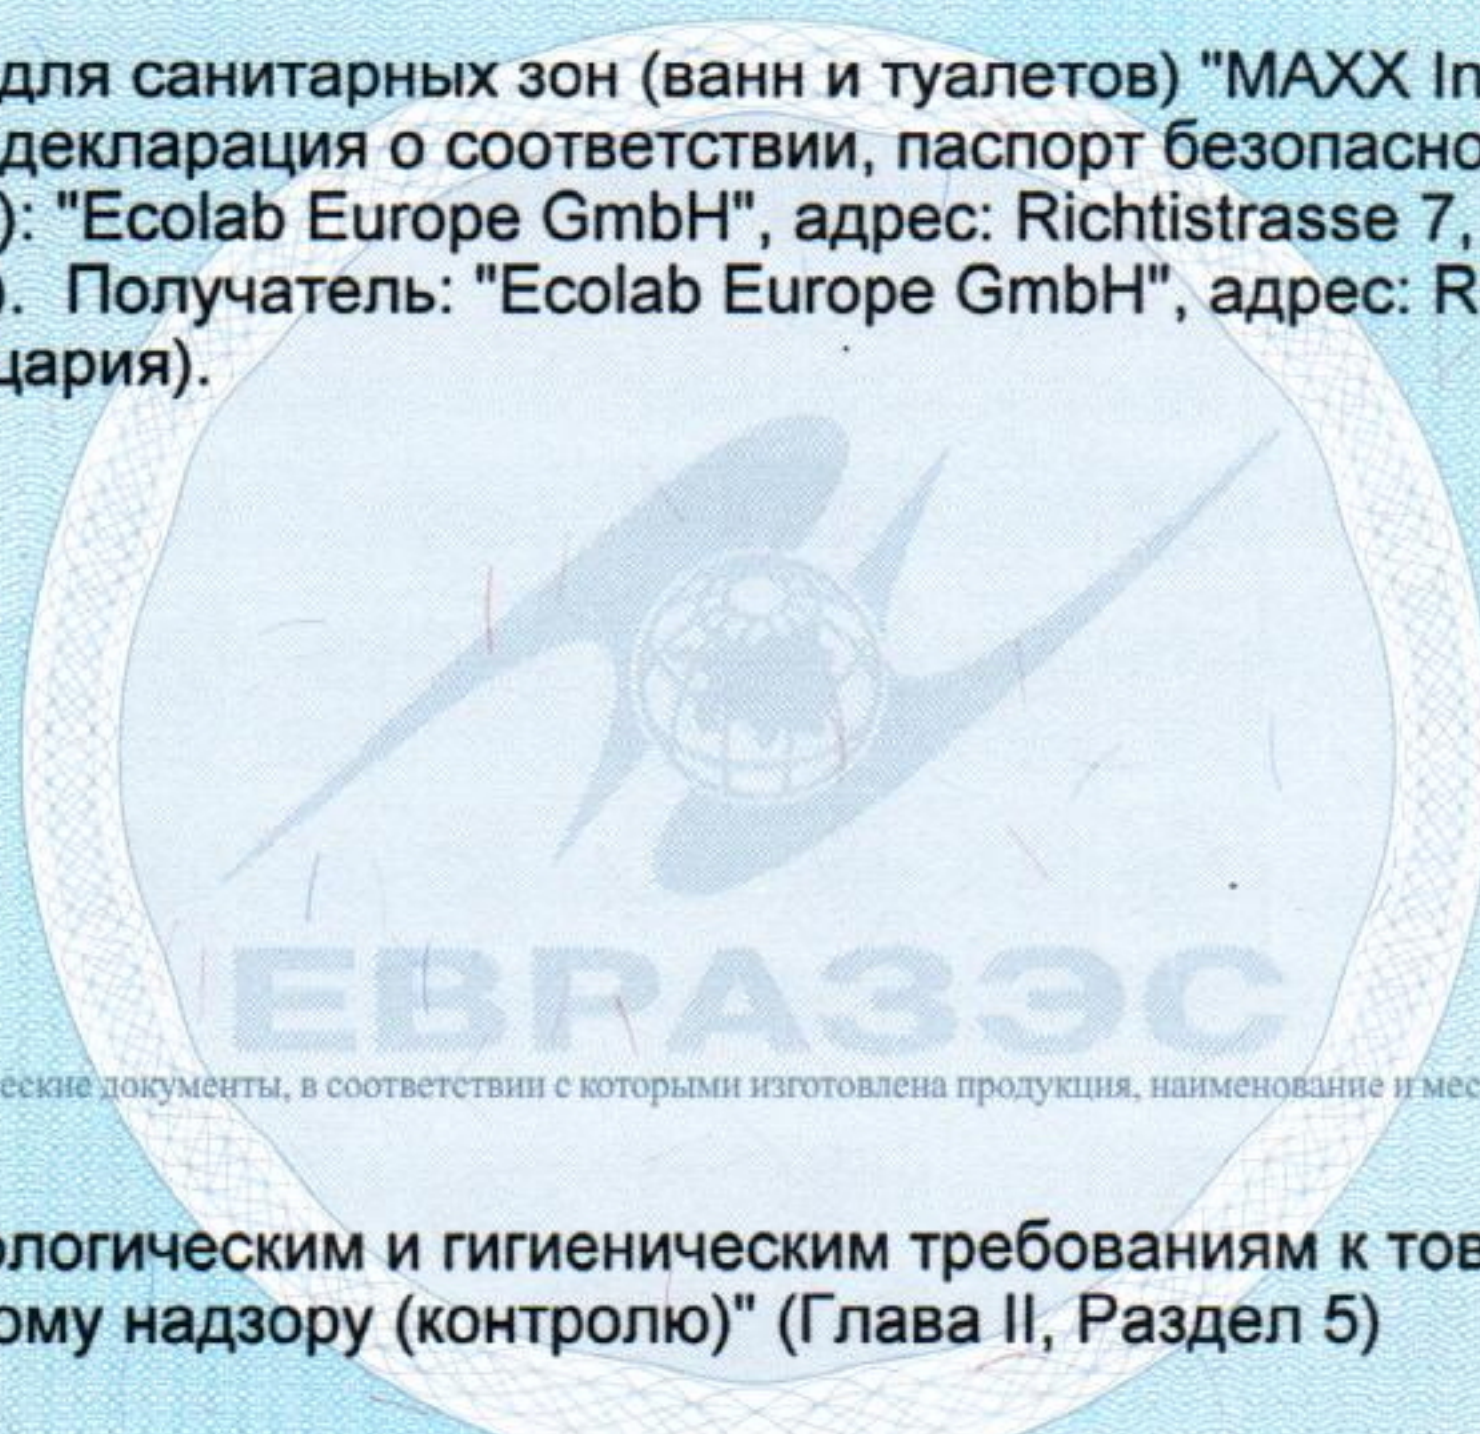 для санитарных зон (ванн и туалетов) "MAXX In
декларация о соответствии, паспорт безопасно
): "Ecolab Europe GmbH", адрес: Richtistrasse 7,
). Получатель: "Ecolab Europe GmbH", адрес: R
цария).
ЕВРАЗЭС
еские документы, в соответствии с которыми изготовлена продукция, наименование и мес
ологическим и гигиеническим требованиям к тов
ому надзору (контролю)" (Глава II, Раздел 5)